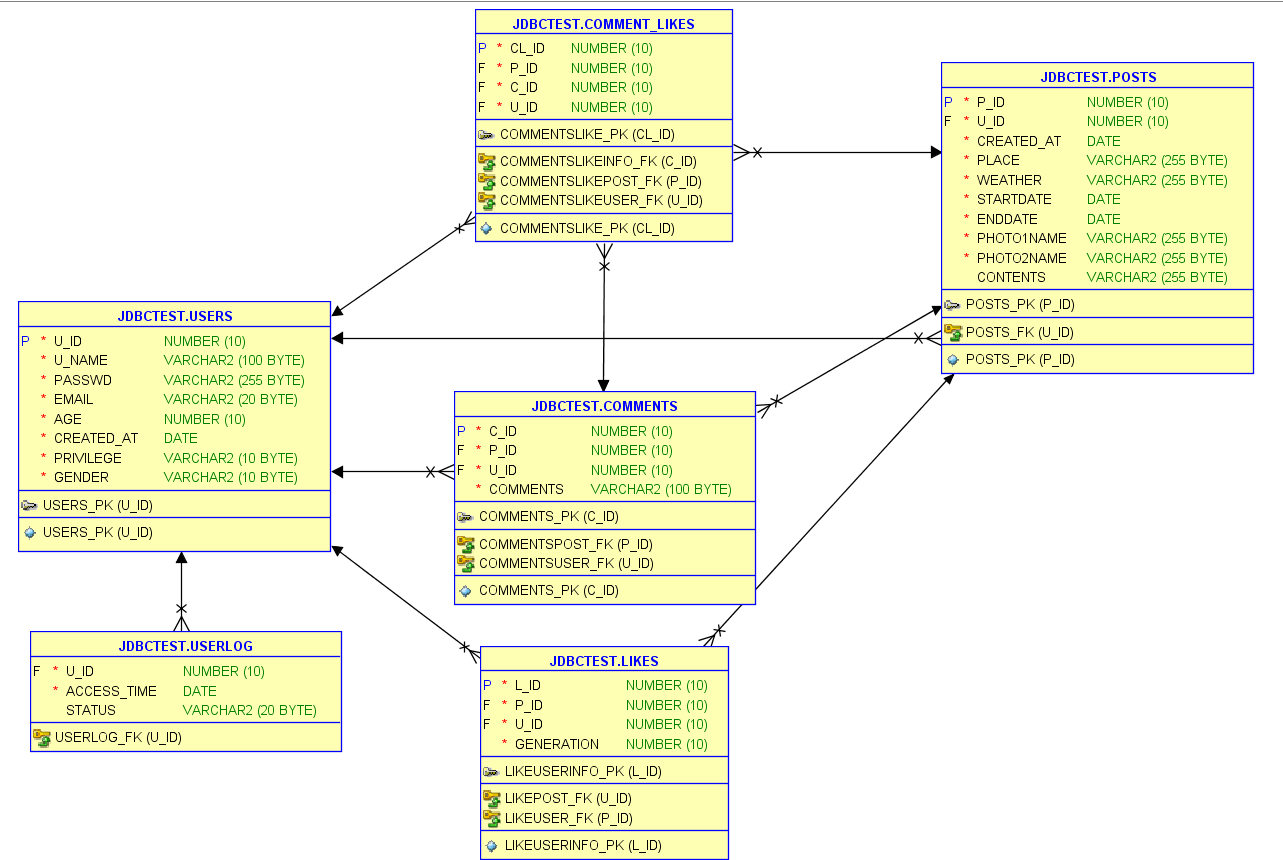 JDBCTEST.COMMENT_LIKES
P * CL_ID NUMBER (10)
F * P_ID NUMBER (10)
F * C_ID NUMBER (10)
F * U_ID NUMBER (10)
COMMENTSLIKE_PK (CL_ID)
COMMENTSLIKEINFO_FK (C_ID)
COMMENTSLIKEPOST_FK (P_ID)
COMMENTSLIKEUSER_FK (U_ID)
COMMENTSLIKE_PK (CL_ID)
JDBCTEST.POSTS
P * P_ID NUMBER (10)
F * U_ID NUMBER (10)
* CREATED_AT DATE
* PLACE VARCHAR2 (255 BYTE)
* WEATHER VARCHAR2 (255 BYTE)
* STARTDATE DATE
* ENDDATE DATE
* PHOTO1NAME VARCHAR2 (255 BYTE)
* PHOTO2NAME VARCHAR2 (255 BYTE)
CONTENTS VARCHAR2 (255 BYTE)
POSTS_PK (P_ID)
POSTS_FK (U_ID)
POSTS_PK (P_ID)
JDBCTEST.USERS
P * U_ID NUMBER (10)
* U_NAME VARCHAR2 (100 BYTE)
* PASSWD VARCHAR2 (255 BYTE)
* EMAIL VARCHAR2 (20 BYTE)
* AGE NUMBER (10)
* CREATED_AT DATE
* PRIVILEGE VARCHAR2 (10 BYTE)
* GENDER VARCHAR2 (10 BYTE)
USERS_PK (U_ID)
USERS_PK (U_ID)
JDBCTEST.COMMENTS
P * C_ID NUMBER (10)
F * P_ID NUMBER (10)
F * U_ID NUMBER (10)
* COMMENTS VARCHAR2 (100 BYTE)
COMMENTS_PK (C_ID)
COMMENTSPOST_FK (P_ID)
COMMENTSUSER_FK (U_ID)
COMMENTS_PK (C_ID)
JDBCTEST.USERLOG
F * U_ID NUMBER (10)
* ACCESS_TIME DATE
STATUS VARCHAR2 (20 BYTE)
USERLOG_FK (U_ID)
JDBCTEST.LIKES
P * L_ID NUMBER (10)
F * P_ID NUMBER (10)
F * U_ID NUMBER (10)
* GENERATION NUMBER (10)
LIKEUSERINFO_PK (L_ID)
LIKEPOST_FK (U_ID)
LIKEUSER_FK (P_ID)
LIKEUSERINFO_PK (L_ID)